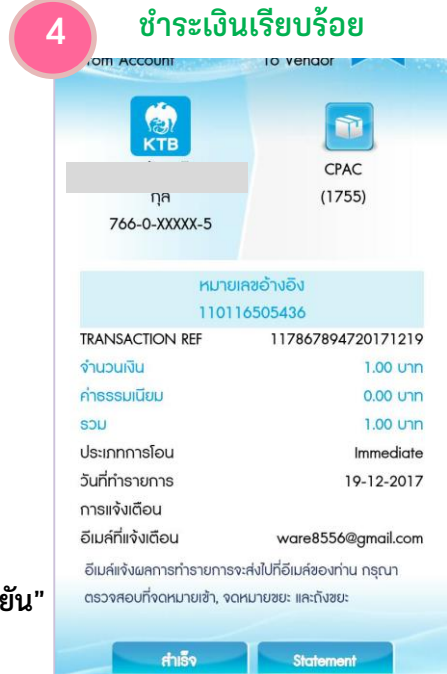 4 ชำระเงินเรียบร้อย
From Account To Vendor
KTB
CPAC
กุล (1755)
766-0-XXXXX-5
หมายเลขอ้างอิง
110116505436
TRANSACTION REF 117867894720171219
จำนวนเงิน 1.00 บาท
ค่าธรรมเนียม 0.00 บาท
รวม 1.00 บาท
ประเภทการโอน Immediate
วันที่ทำรายการ 19-12-2017
การแจ้งเตือน
อีเมล์ที่แจ้งเตือน ware8556@gmail.com
อีเมล์แจ้งผลการทำรายการจะส่งไปที่อีเมล์ของท่าน กรุณา
ตรวจสอบที่จดหมายเข้า, จดหมายขยะ และถังขยะ
ยัน"
สำเร็จ Statement